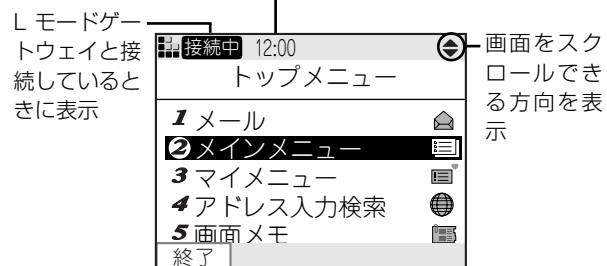 L モードゲー
トウェイと接
続していると
きに表示
接続中 12:00
トップメニュー
1 メール
2 メインメニュー
3 マイメニュー
4 アドレス入力検索
5 画面メモ
終了
画面をスク
ロールでき
る方向を表
示